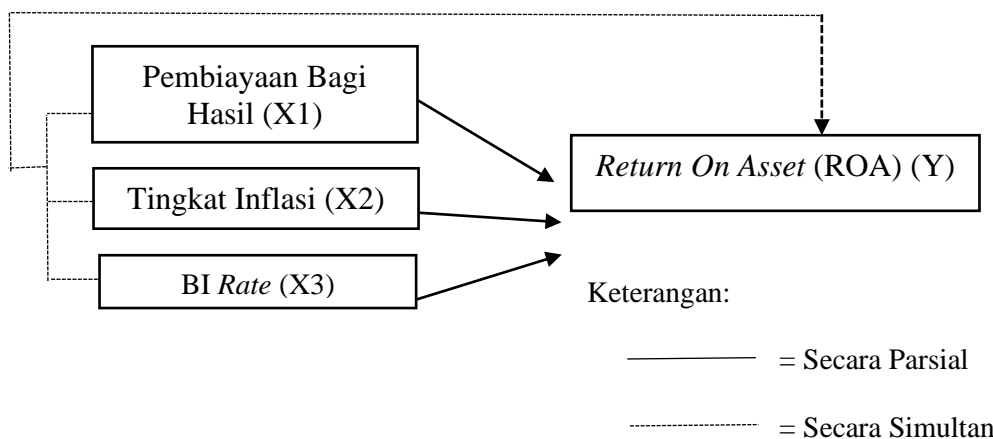 Pembiayaan Bagi
Hasil (X1)
Return On Asset (ROA) (Y)
Tingkat Inflasi (X2)
BI Rate (X3)
Keterangan:
= Secara Parsial
= Secara Simultan